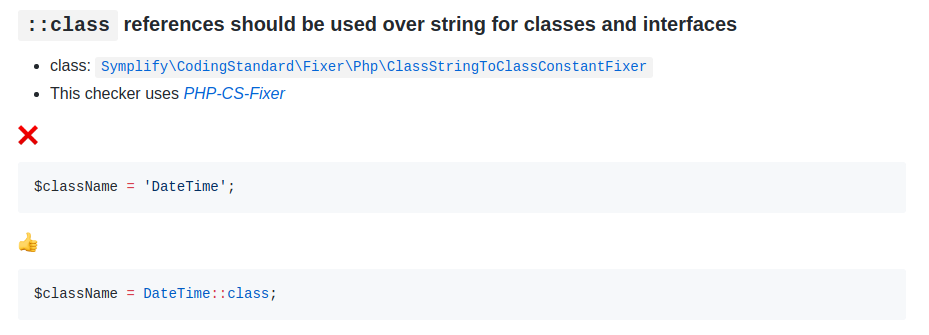 ::class references should be used over string for classes and interfaces
class: Symplify\CodingStandard\Fixer\Php\ClassStringToClassConstantFixer
This checker uses PHP-CS-Fixer
$className = 'DateTime';
$className = DateTime::class;